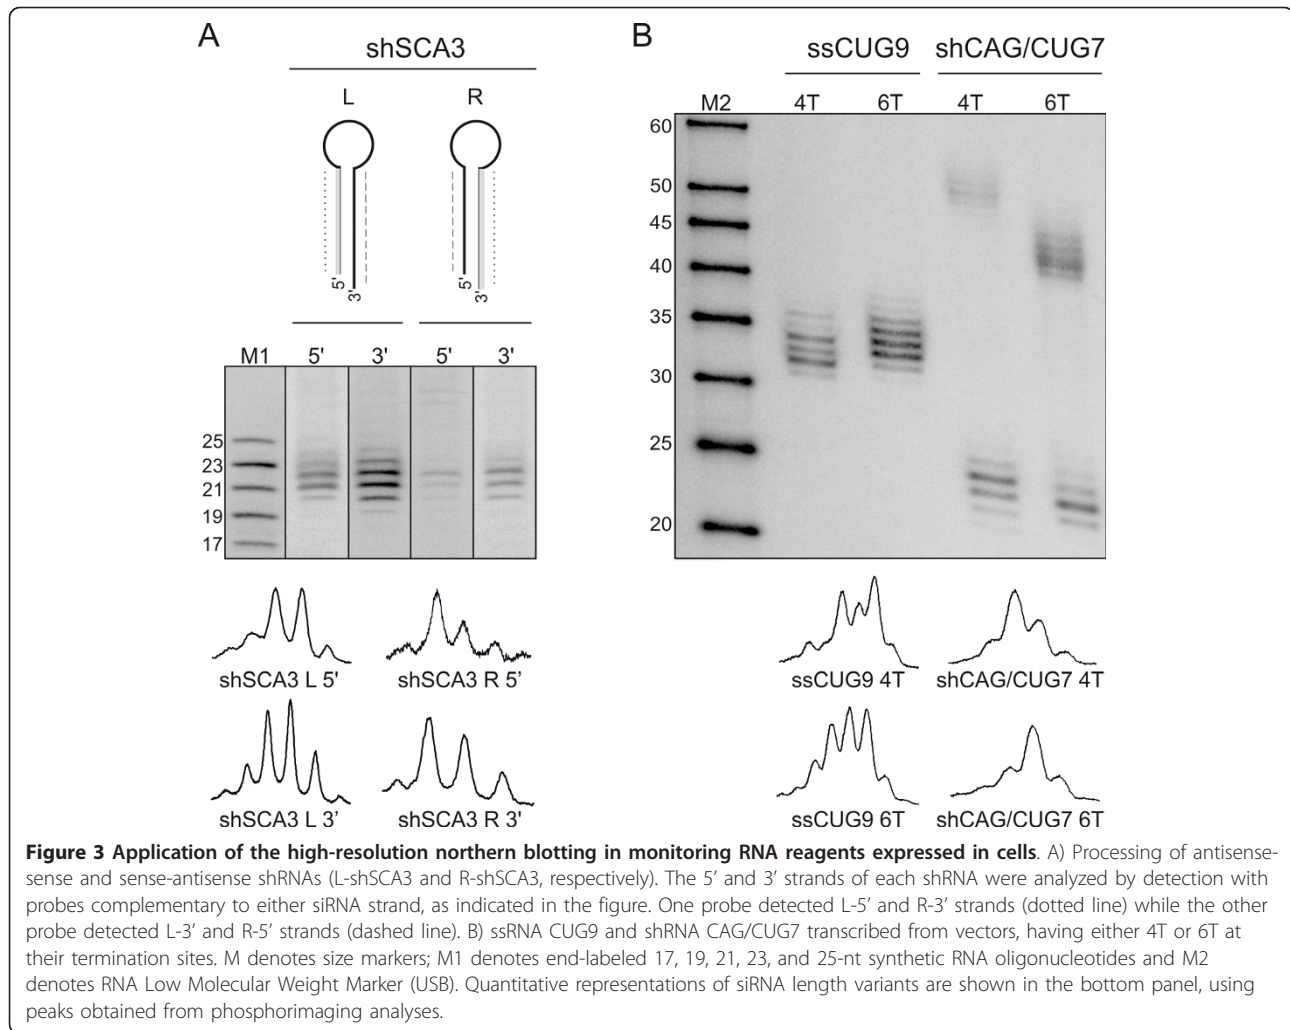 A
shSCA3
L
R
5'
3'
5'
3'
M1 5' 3' 5' 3'
25
23
21
19
17
shSCA3 L 5' shSCA3 R 5'
shSCA3 L 3' shSCA3 R 3'
B
ssCUG9 shCAG/CUG7
M2 4T 6T 4T 6T
60
50
45
40
35
30
25
20
ssCUG9 4T shCAG/CUG7 4T
ssCUG9 6T shCAG/CUG7 6T
Figure 3 Application of the high-resolution northern blotting in monitoring RNA reagents expressed in cells. A) Processing of antisense-
sense and sense-antisense shRNAs (L-shSCA3 and R-shSCA3, respectively). The 5' and 3' strands of each shRNA were analyzed by detection with
probes complementary to either siRNA strand, as indicated in the figure. One probe detected L-5' and R-3' strands (dotted line) while the other
probe detected L-3' and R-5' strands (dashed line). B) ssRNA CUG9 and shRNA CAG/CUG7 transcribed from vectors, having either 4T or 6T at
their termination sites. M denotes size markers; M1 denotes end-labeled 17, 19, 21, 23, and 25-nt synthetic RNA oligonucleotides and M2
denotes RNA Low Molecular Weight Marker (USB). Quantitative representations of siRNA length variants are shown in the bottom panel, using
peaks obtained from phosphorimaging analyses.